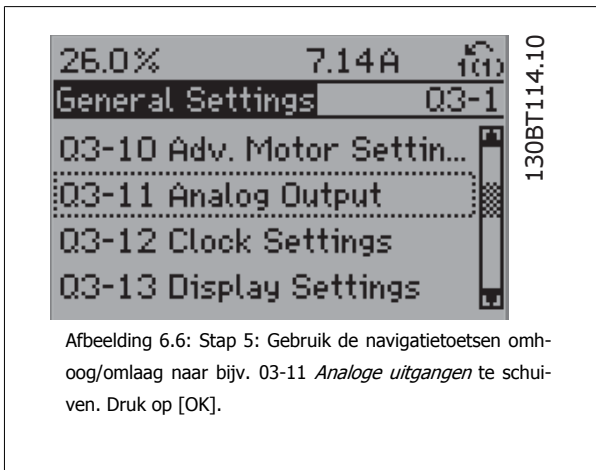 26.0% 7.14A 1(1)
General Settings Q3-1
Q3-10 Adv. Motor Settin...
Q3-11 Analog Output
Q3-12 Clock Settings
Q3-13 Display Settings
130BT114.10
Afbeelding 6.6: Stap 5: Gebruik de navigatietoetsen omh-
oog/omlaag naar bijv. 03-11 Analoge uitgangen te schui-
ven. Druk op [OK].